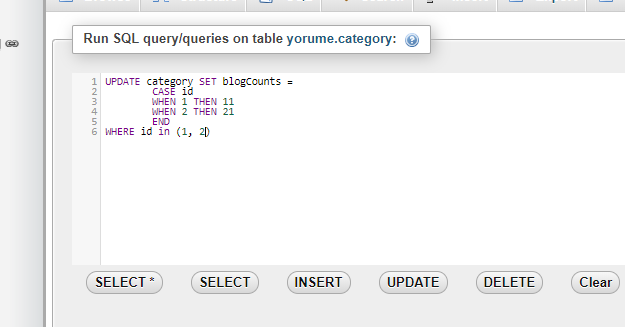 Run SQL query/queries on table yorume.category:
1 UPDATE category SET blogCounts =
2 CASE id
3 WHEN 1 THEN 11
4 WHEN 2 THEN 21
5 END
6 WHERE id in (1, 2)
SELECT * SELECT INSERT UPDATE DELETE Clear